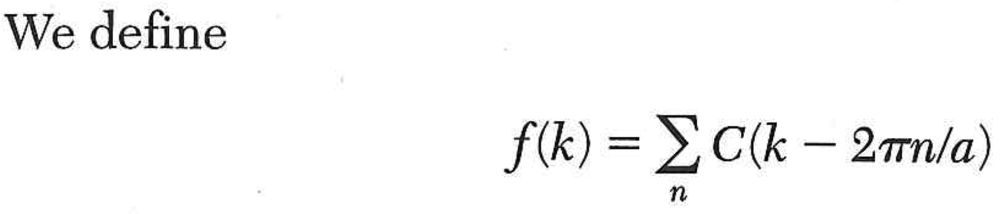 We define
f(k) = ∑ C(k − 2πn/a)
n